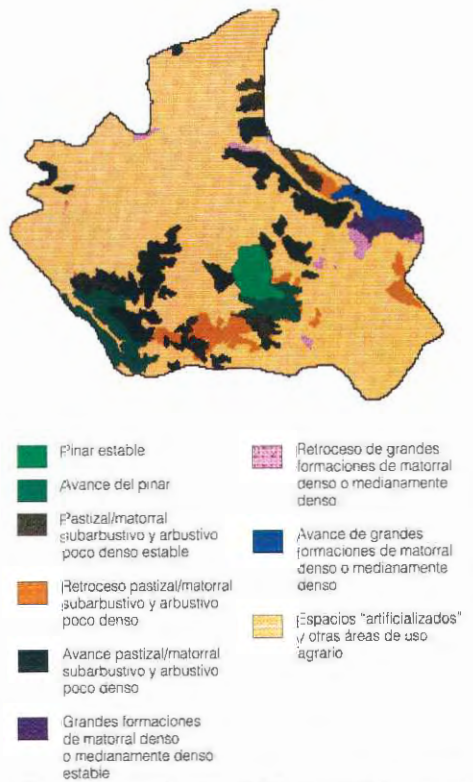 Pinar estable
Avance del pinar
Pastizal/matorral
subarbustivo y arbustivo
poco denso estable
Retroceso pastizal/matorral
subarbustivo y arbustivo
poco denso
Avance pastizal/matorral
subarbustivo y arbustivo
poco denso
Grandes formaciones
de matorral denso
o medianamente denso
estable
Retroceso de grandes
formaciones de matorral
denso o medianamente
denso
Avance de grandes
formaciones de matorral
denso o medianamente
denso
Espacios "artificializados"
y otras áreas de uso
agrario